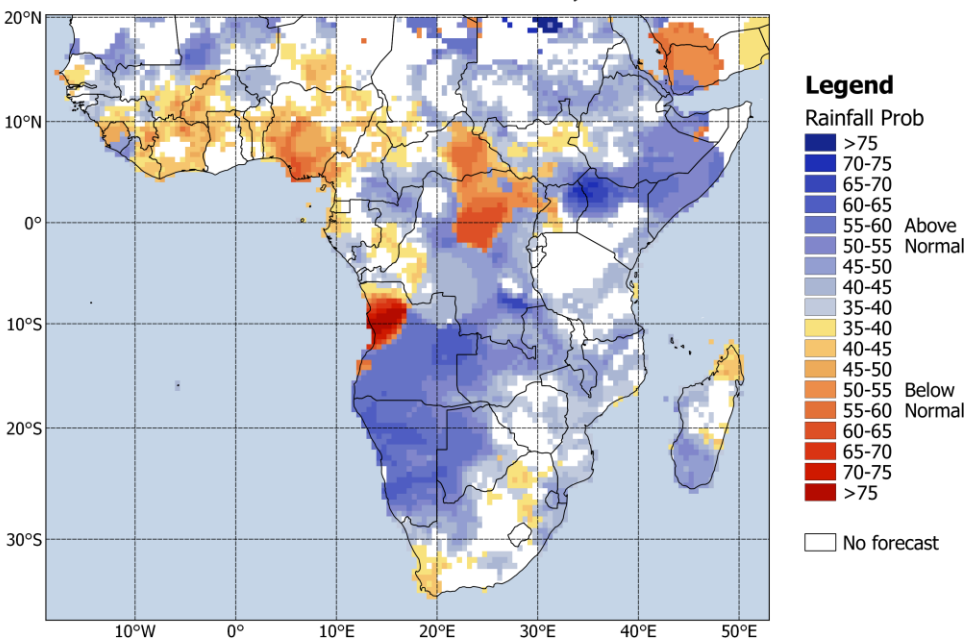 20°N
10°N
0°
10°S
20°S
30°S
10°W
0°
10°E
20°E
30°E
40°E
50°E
Legend
Rainfall Prob
>75
70-75
65-70
60-65
55-60 Above
50-55 Normal
45-50
40-45
35-40
35-40
40-45
45-50
50-55 Below
55-60 Normal
60-65
65-70
70-75
>75
No forecast